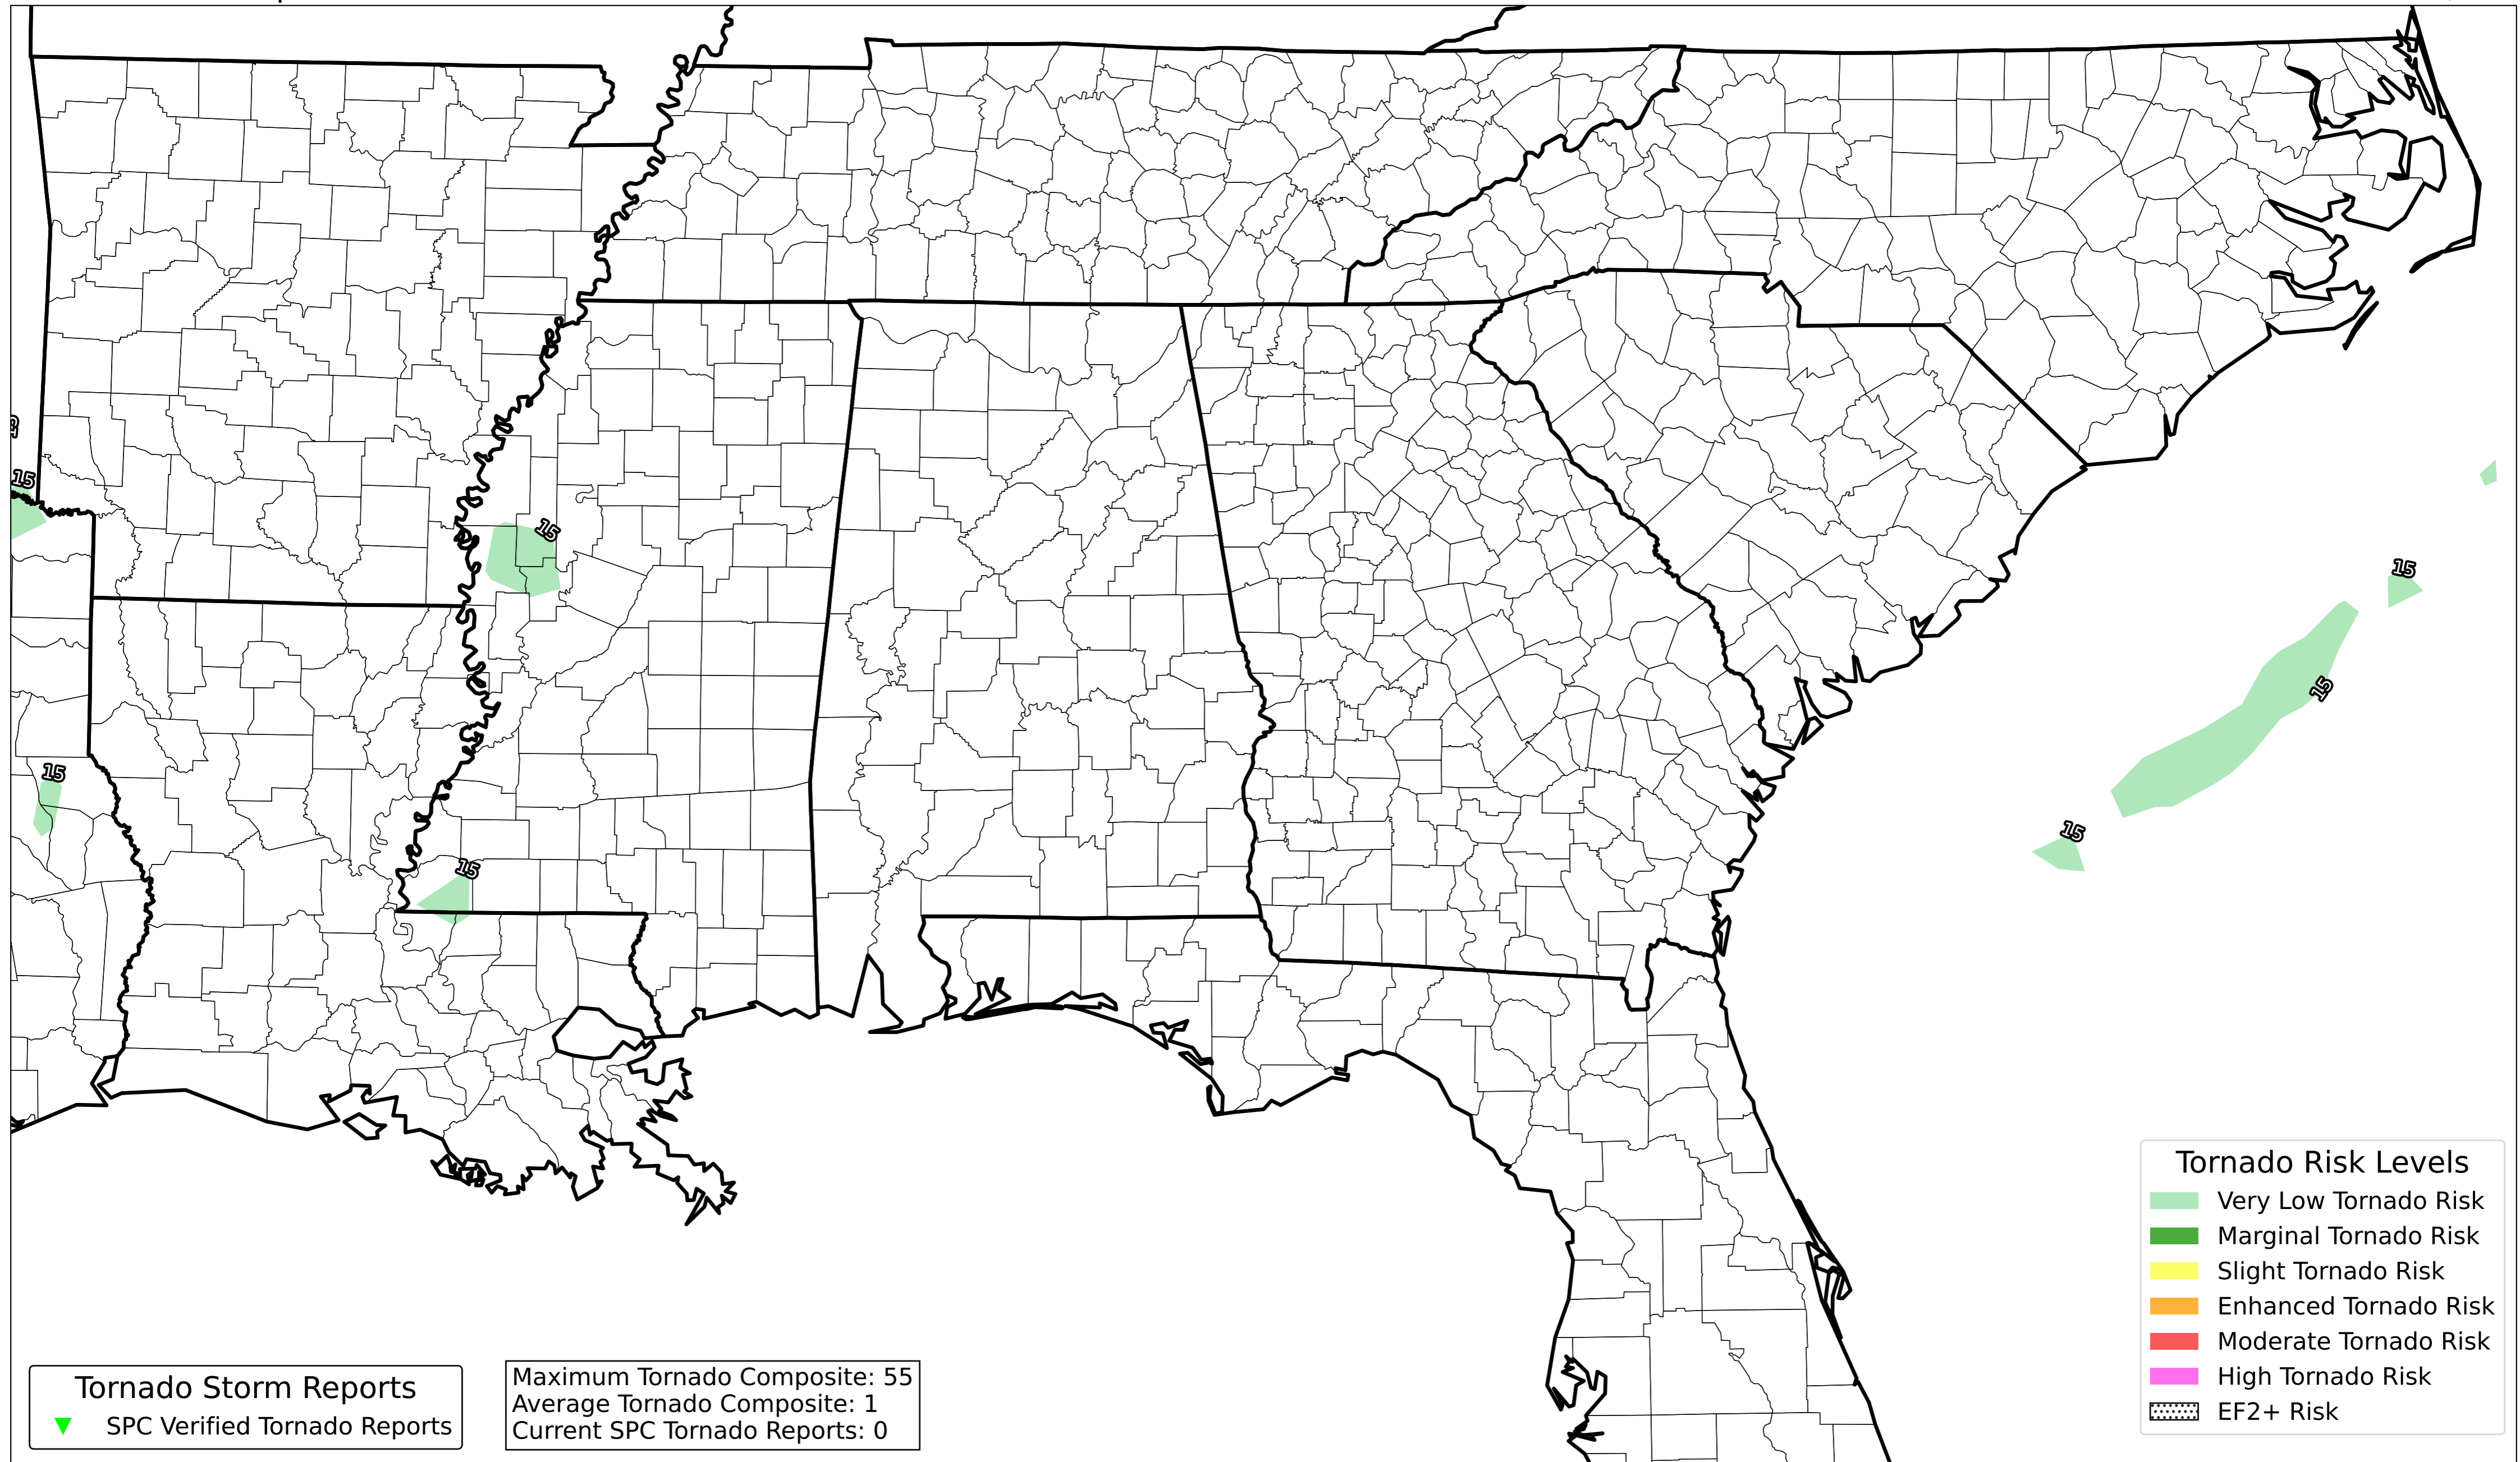 15
15
15
15
15
15
15
Tornado Storm Reports
SPC Verified Tornado Reports
Maximum Tornado Composite: 55
Average Tornado Composite: 1
Current SPC Tornado Reports: 0
Tornado Risk Levels
Very Low Tornado Risk
Marginal Tornado Risk
Slight Tornado Risk
Enhanced Tornado Risk
Moderate Tornado Risk
High Tornado Risk
EF2+ Risk